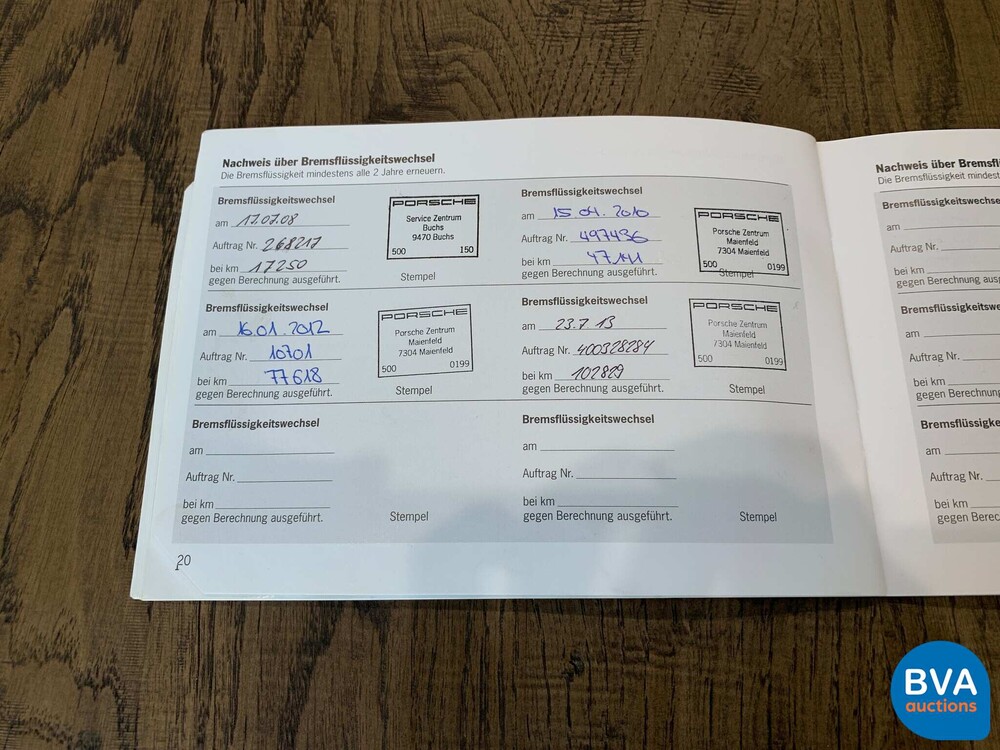 Nachweis über Bremsflüssigkeitswechsel
Die Bremsflüssigkeit mindestens alle 2 Jahre erneuern.
Bremsflüssigkeitswechsel
am 17.07.08
Auftrag Nr. 268217
bei km 17250
gegen Berechnung ausgeführt.
PORSCHE
Service Zentrum
Buchs
9470 Buchs
500 150
Stempel
Bremsflüssigkeitswechsel
am 15.04.2010
Auftrag Nr. 497436
bei km 47141
gegen Berechnung ausgeführt.
PORSCHE
Porsche Zentrum
Maienfeld
7304 Maienfeld
500 0199
Stempel
Bremsflüssigkeitswechsel
am 16.01.2012
Auftrag Nr. 10701
bei km 77618
gegen Berechnung ausgeführt.
PORSCHE
Porsche Zentrum
Maienfeld
7304 Maienfeld
500 0199
Stempel
Bremsflüssigkeitswechsel
am 23.7 13
Auftrag Nr. 400328284
bei km 102829
gegen Berechnung ausgeführt.
PORSCHE
Porsche Zentrum
Maienfeld
7304 Maienfeld
500 0199
Stempel
Bremsflüssigkeitswechsel
am
Auftrag Nr.
bei km
gegen Berechnung ausgeführt.
Stempel
Bremsflüssigkeitswechsel
am
Auftrag Nr.
bei km
gegen Berechnung ausgeführt.
Stempel
20
Nachweis über Bremsfl
Die Bremsflüssigkeit mindest
Bremsflüssigkeitswechse
am
Auftrag Nr.
bei km
gegen Berechnung ausge
Bremsflüssigkeitswe
am
Auftrag Nr.
bei km
gegen Berechnung
Bremsflüssigke
am
Auftrag Nr.
bei km
gegen Berec
BVA
auctions